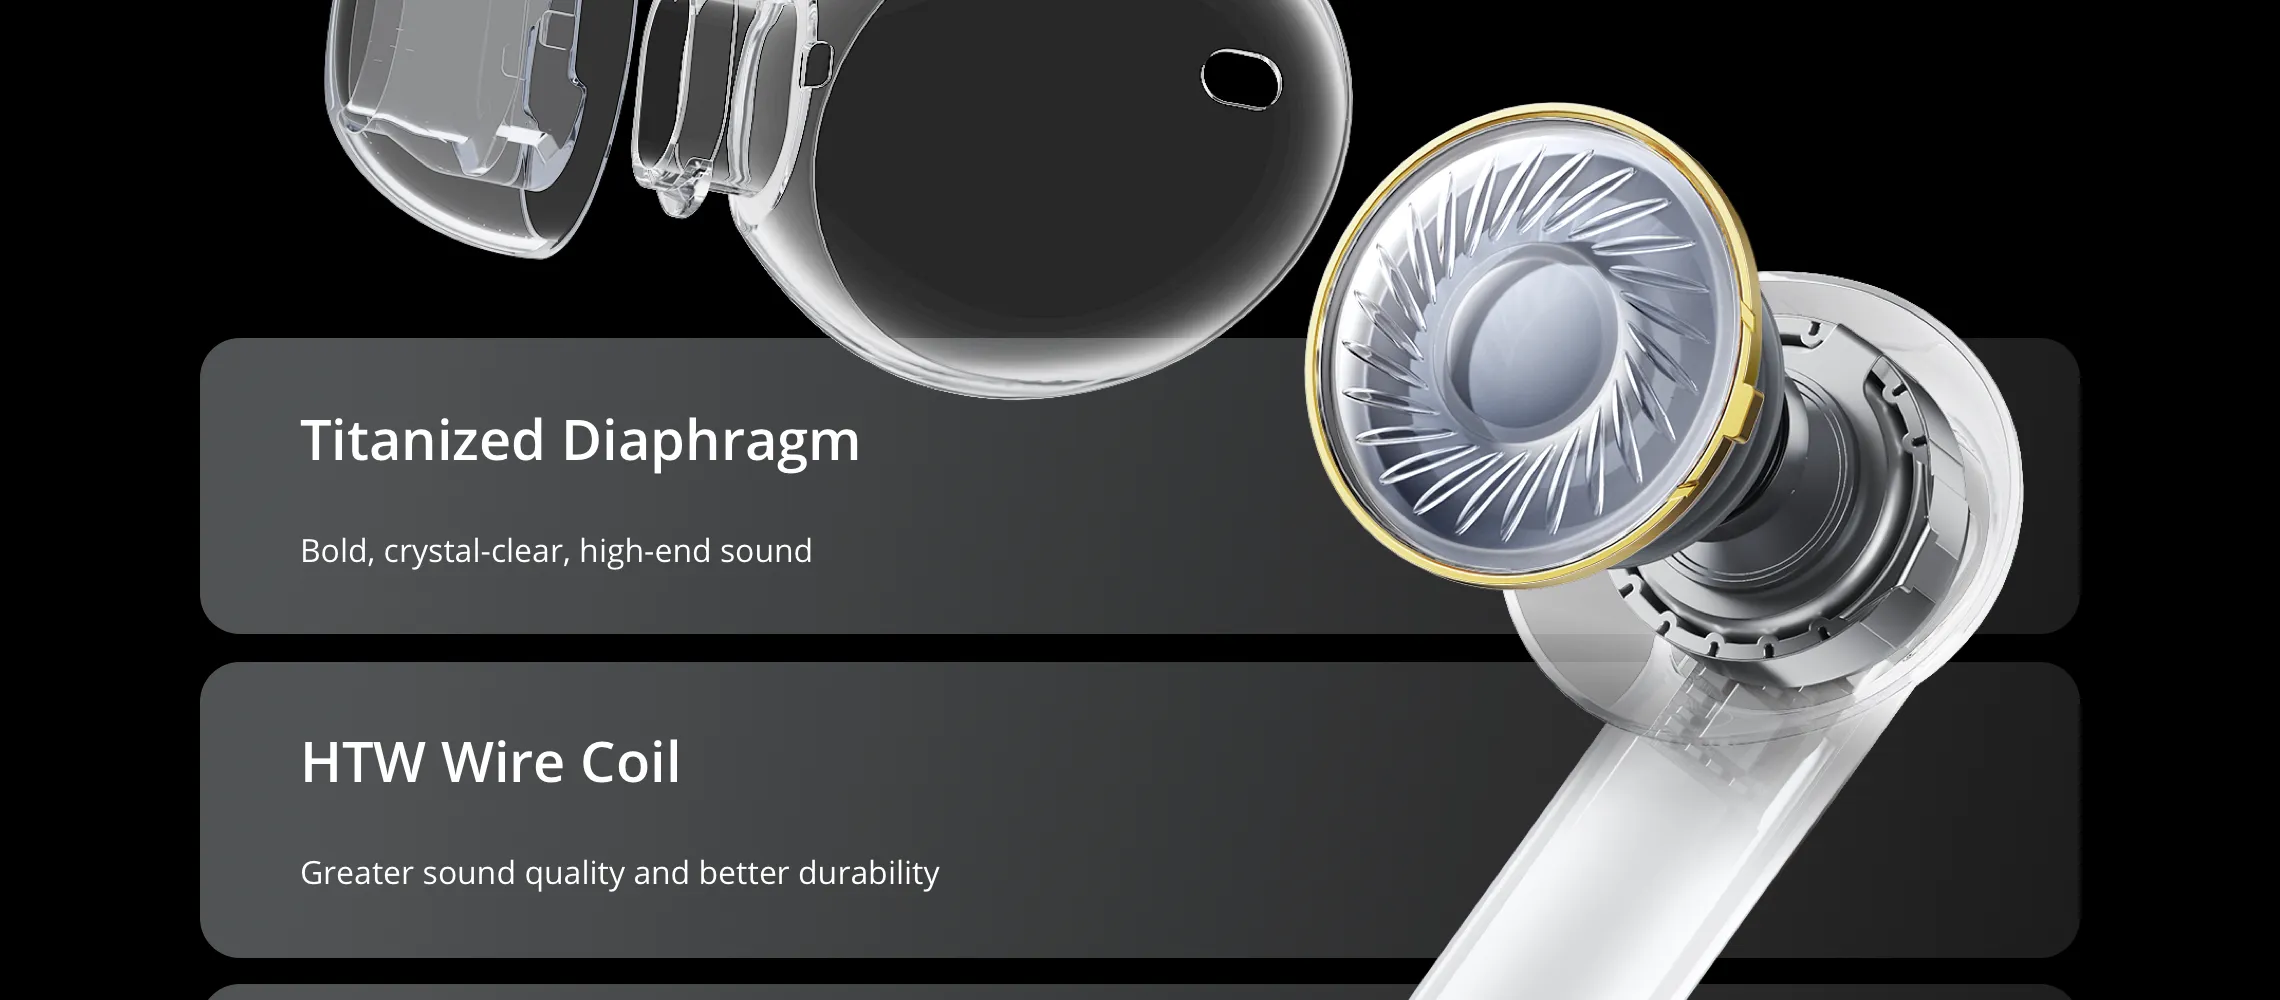 Titanized Diaphragm
Bold, crystal-clear, high-end sound
HTW Wire Coil
Greater sound quality and better durability